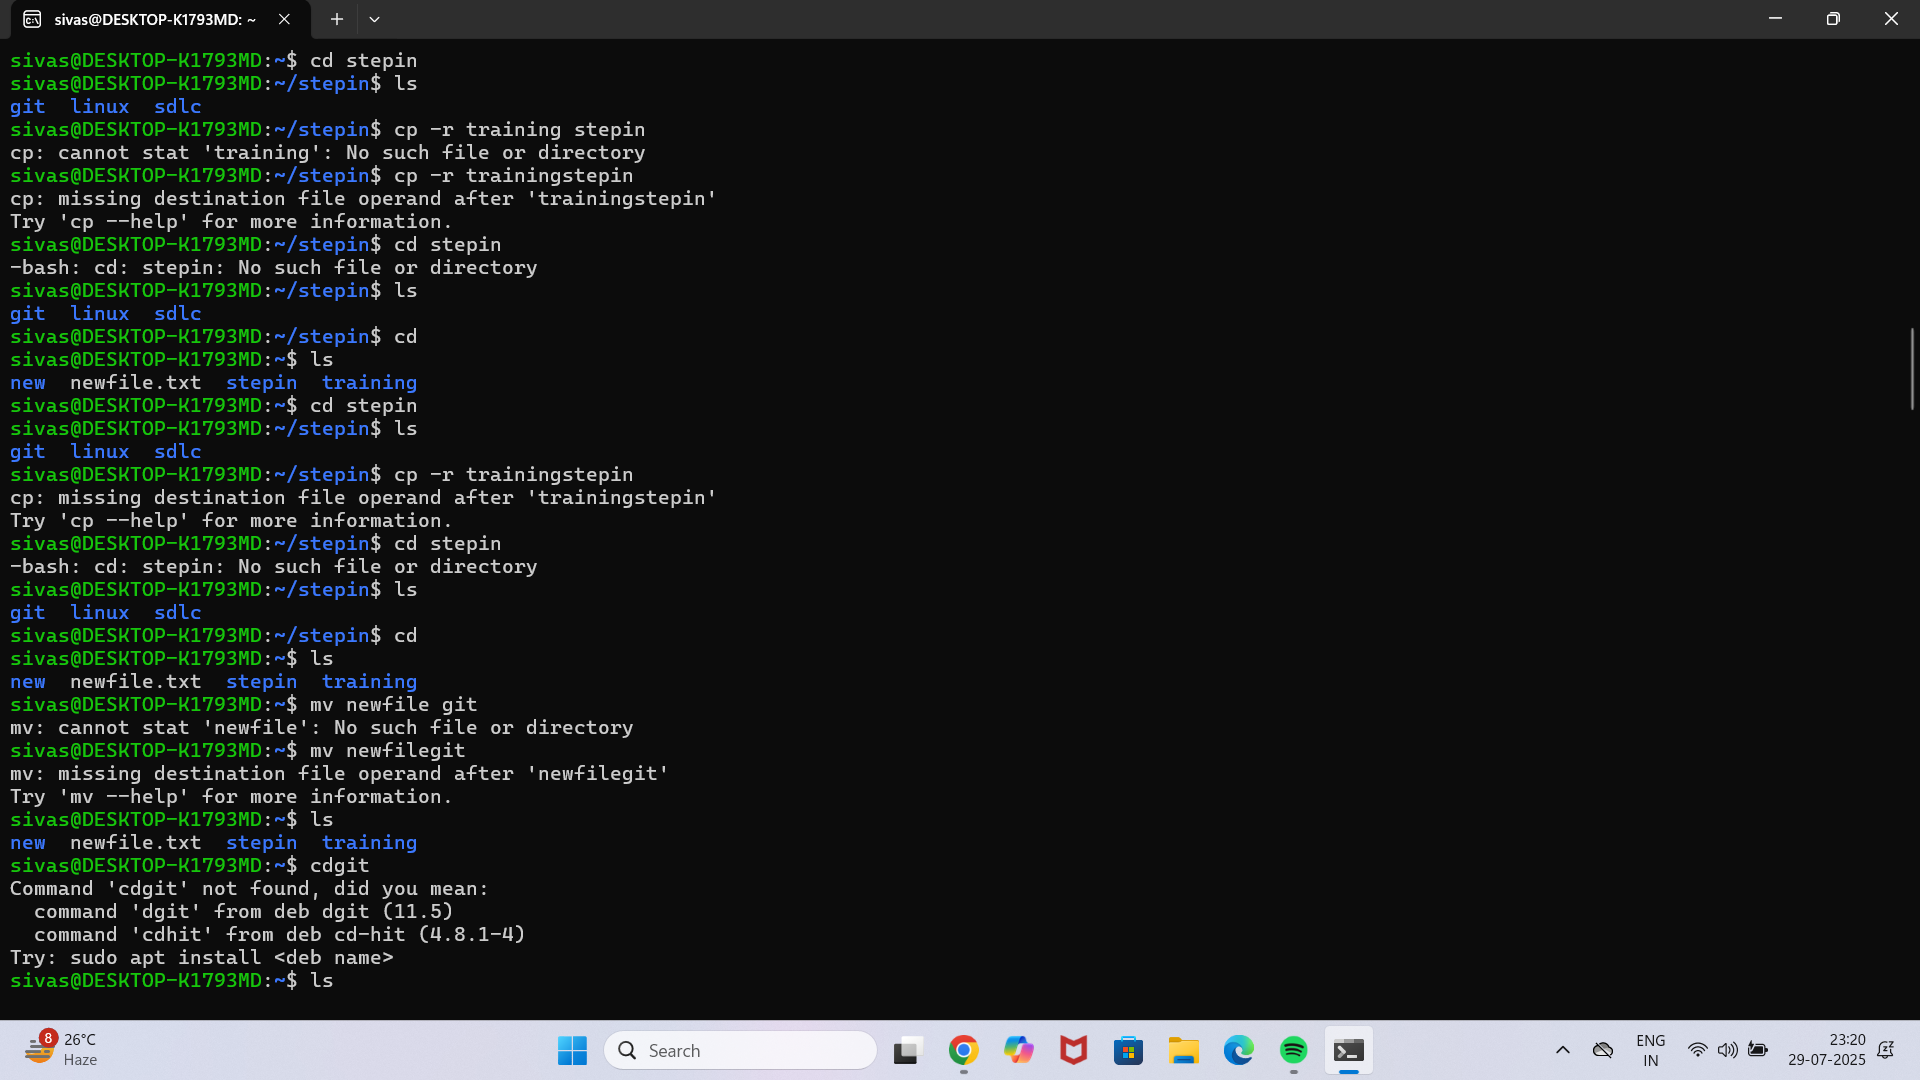 sivas@DESKTOP-K1793MD: ~
sivas@DESKTOP-K1793MD:~$ cd stepin
sivas@DESKTOP-K1793MD:~/stepin$ ls
git  linux  sdlc
sivas@DESKTOP-K1793MD:~/stepin$ cp -r training stepin
cp: cannot stat 'training': No such file or directory
sivas@DESKTOP-K1793MD:~/stepin$ cp -r trainingstepin
cp: missing destination file operand after 'trainingstepin'
Try 'cp --help' for more information.
sivas@DESKTOP-K1793MD:~/stepin$ cd stepin
-bash: cd: stepin: No such file or directory
sivas@DESKTOP-K1793MD:~/stepin$ ls
git  linux  sdlc
sivas@DESKTOP-K1793MD:~/stepin$ cd
sivas@DESKTOP-K1793MD:~$ ls
new  newfile.txt  stepin  training
sivas@DESKTOP-K1793MD:~$ cd stepin
sivas@DESKTOP-K1793MD:~/stepin$ ls
git  linux  sdlc
sivas@DESKTOP-K1793MD:~/stepin$ cp -r trainingstepin
cp: missing destination file operand after 'trainingstepin'
Try 'cp --help' for more information.
sivas@DESKTOP-K1793MD:~/stepin$ cd stepin
-bash: cd: stepin: No such file or directory
sivas@DESKTOP-K1793MD:~/stepin$ ls
git  linux  sdlc
sivas@DESKTOP-K1793MD:~/stepin$ cd
sivas@DESKTOP-K1793MD:~$ ls
new  newfile.txt  stepin  training
sivas@DESKTOP-K1793MD:~$ mv newfile git
mv: cannot stat 'newfile': No such file or directory
sivas@DESKTOP-K1793MD:~$ mv newfilegit
mv: missing destination file operand after 'newfilegit'
Try 'mv --help' for more information.
sivas@DESKTOP-K1793MD:~$ ls
new  newfile.txt  stepin  training
sivas@DESKTOP-K1793MD:~$ cdgit
Command 'cdgit' not found, did you mean:
  command 'dgit' from deb dgit (11.5)
  command 'cdhit' from deb cd-hit (4.8.1-4)
Try: sudo apt install <deb name>
sivas@DESKTOP-K1793MD:~$ ls
8
26°C
Haze
Search
ENG
IN
23:20
29-07-2025